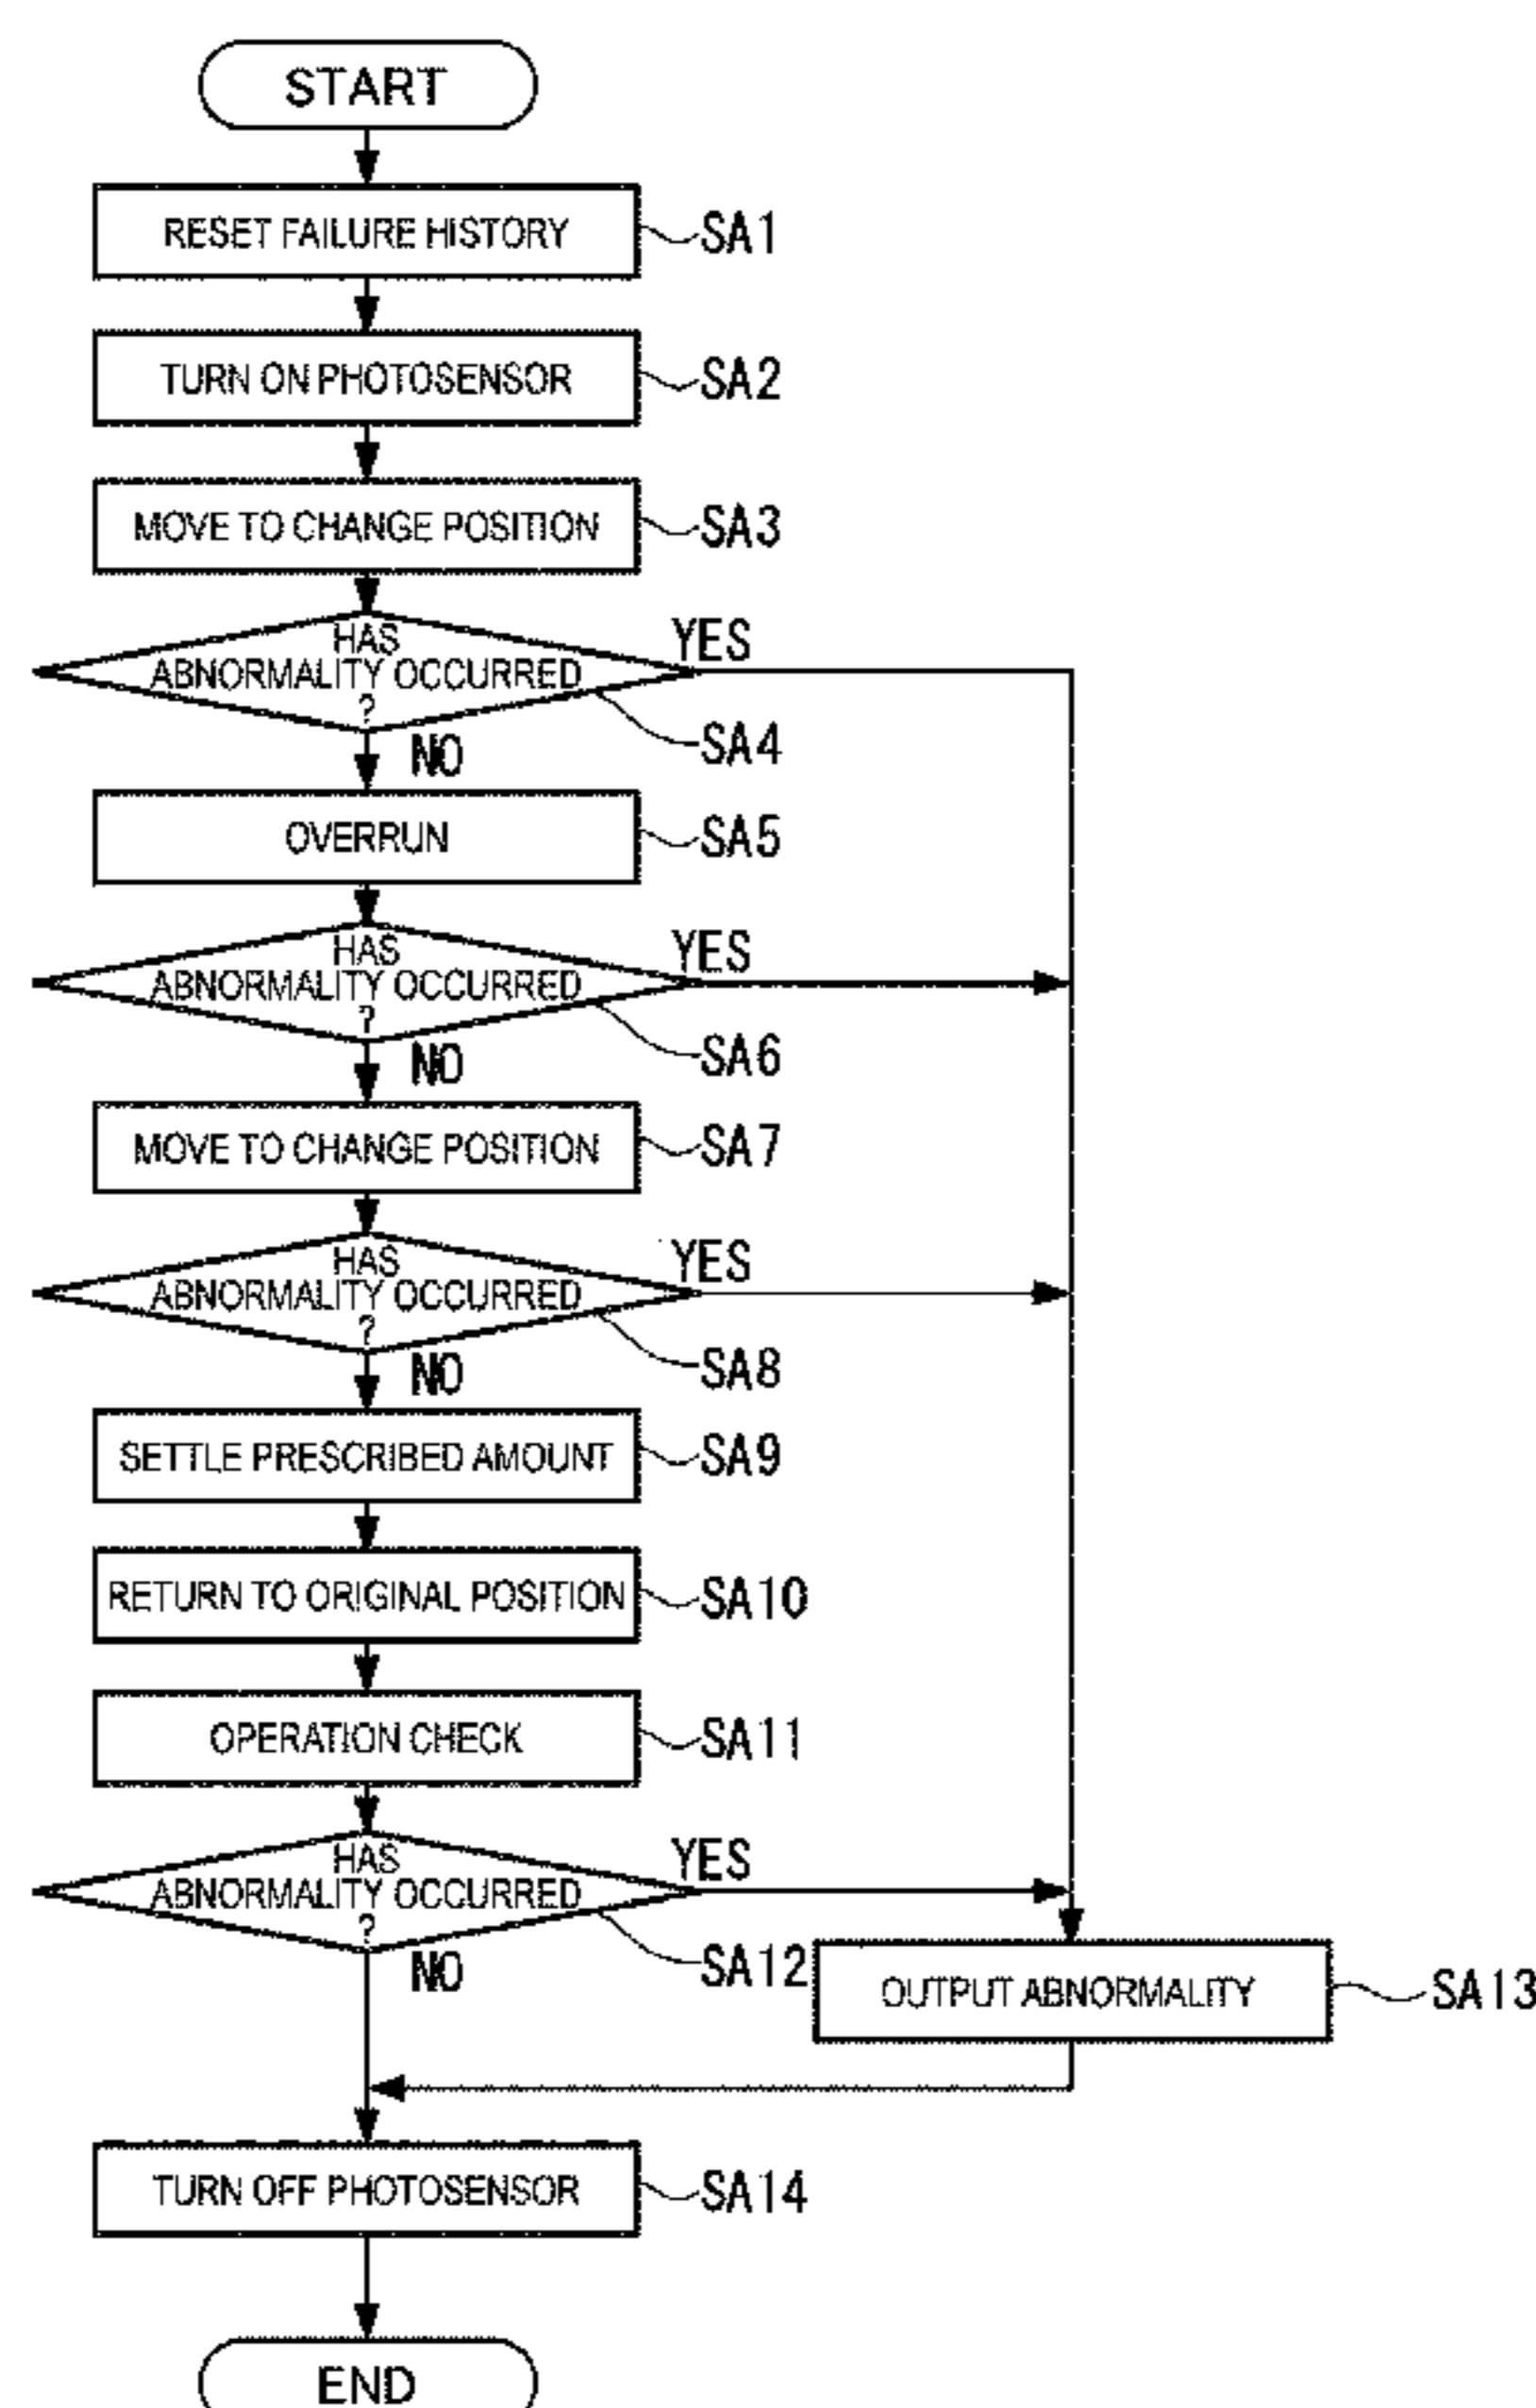 START
RESET FAILURE HISTORY
SA1
TURN ON PHOTOSENSOR
SA2
MOVE TO CHANGE POSITION
SA3
HAS
ABNORMALITY OCCURRED
?
YES
SA4
NO
OVERRUN
SA5
HAS
ABNORMALITY OCCURRED
?
YES
SA6
NO
MOVE TO CHANGE POSITION
SA7
HAS
ABNORMALITY OCCURRED
?
YES
SA8
NO
SETTLE PRESCRIBED AMOUNT
SA9
RETURN TO ORIGINAL POSITION
SA10
OPERATION CHECK
SA11
HAS
ABNORMALITY OCCURRED
?
YES
SA12
NO
OUTPUT ABNORMALITY
SA13
TURN OFF PHOTOSENSOR
SA14
END